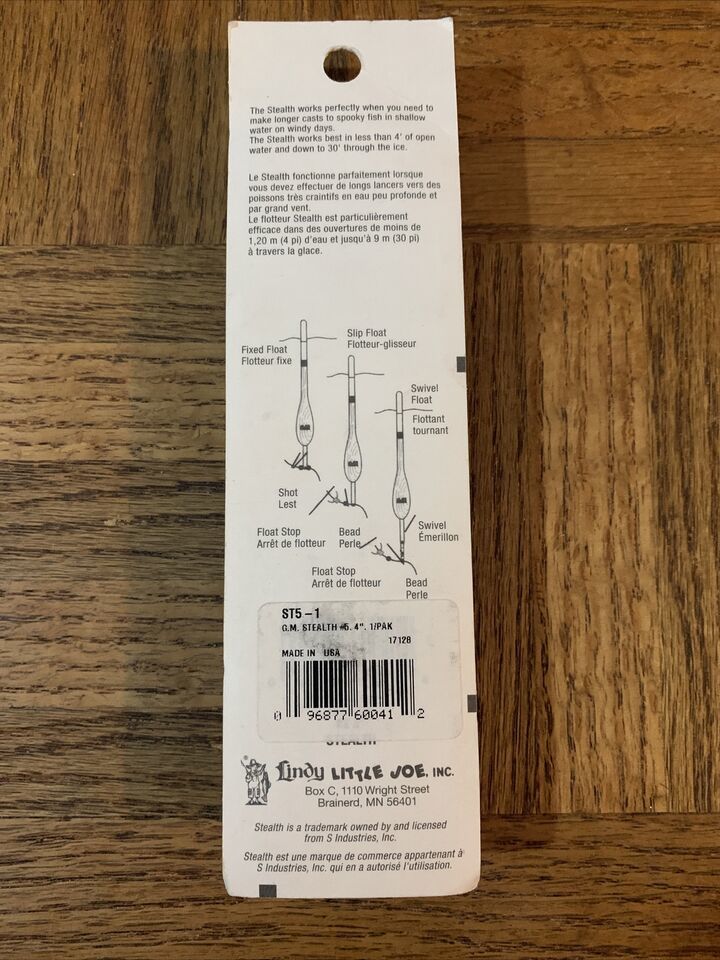 The Stealth works perfectly when you need to
make longer casts to spooky fish in shallow
water on windy days.
The Stealth works best in less than 4' of open
water and down to 30' through the ice.
Le Stealth fonctionne parfaitement lorsque
vous devez effectuer de longs lancers vers des
poissons très craintifs en eau peu profonde et
par grand vent.
Le flotteur Stealth est particulièrement
efficace dans des ouvertures de moins de
1,20 m (4 pi) d'eau et jusqu'à 9 m (30 pi)
à travers la glace.
Fixed Float
Flotteur fixe
Slip Float
Flotteur-glisseur
Swivel
Float
Flottant
tournant
Shot
Lest
Float Stop
Arrêt de flotteur
Bead
Perle
Swivel
Émerillon
Float Stop
Arrêt de flotteur
Bead
Perle
ST5-1
G.M. STEALTH #5. 4". 1/PAK
17128
MADE IN USA
0 96877 60041 2
STEALTH
Lindy LITTLE JOE, INC.
Box C, 1110 Wright Street
Brainerd, MN 56401
Stealth is a trademark owned by and licensed
from S Industries, Inc.
Stealth est une marque de commerce appartenant à
S Industries, Inc. qui en a autorisé l'utilisation.